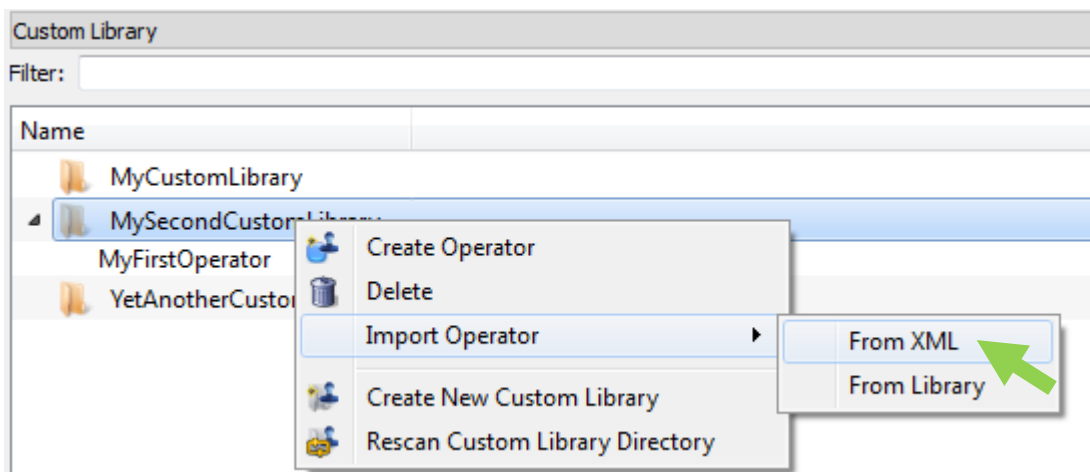 Custom Library
Filter:
Name
MyCustomLibrary
MySecondCustomLibrary
Create Operator
MyFirstOperator
Delete
YetAnotherCusto
Import Operator
From XML
From Library
Create New Custom Library
Rescan Custom Library Directory